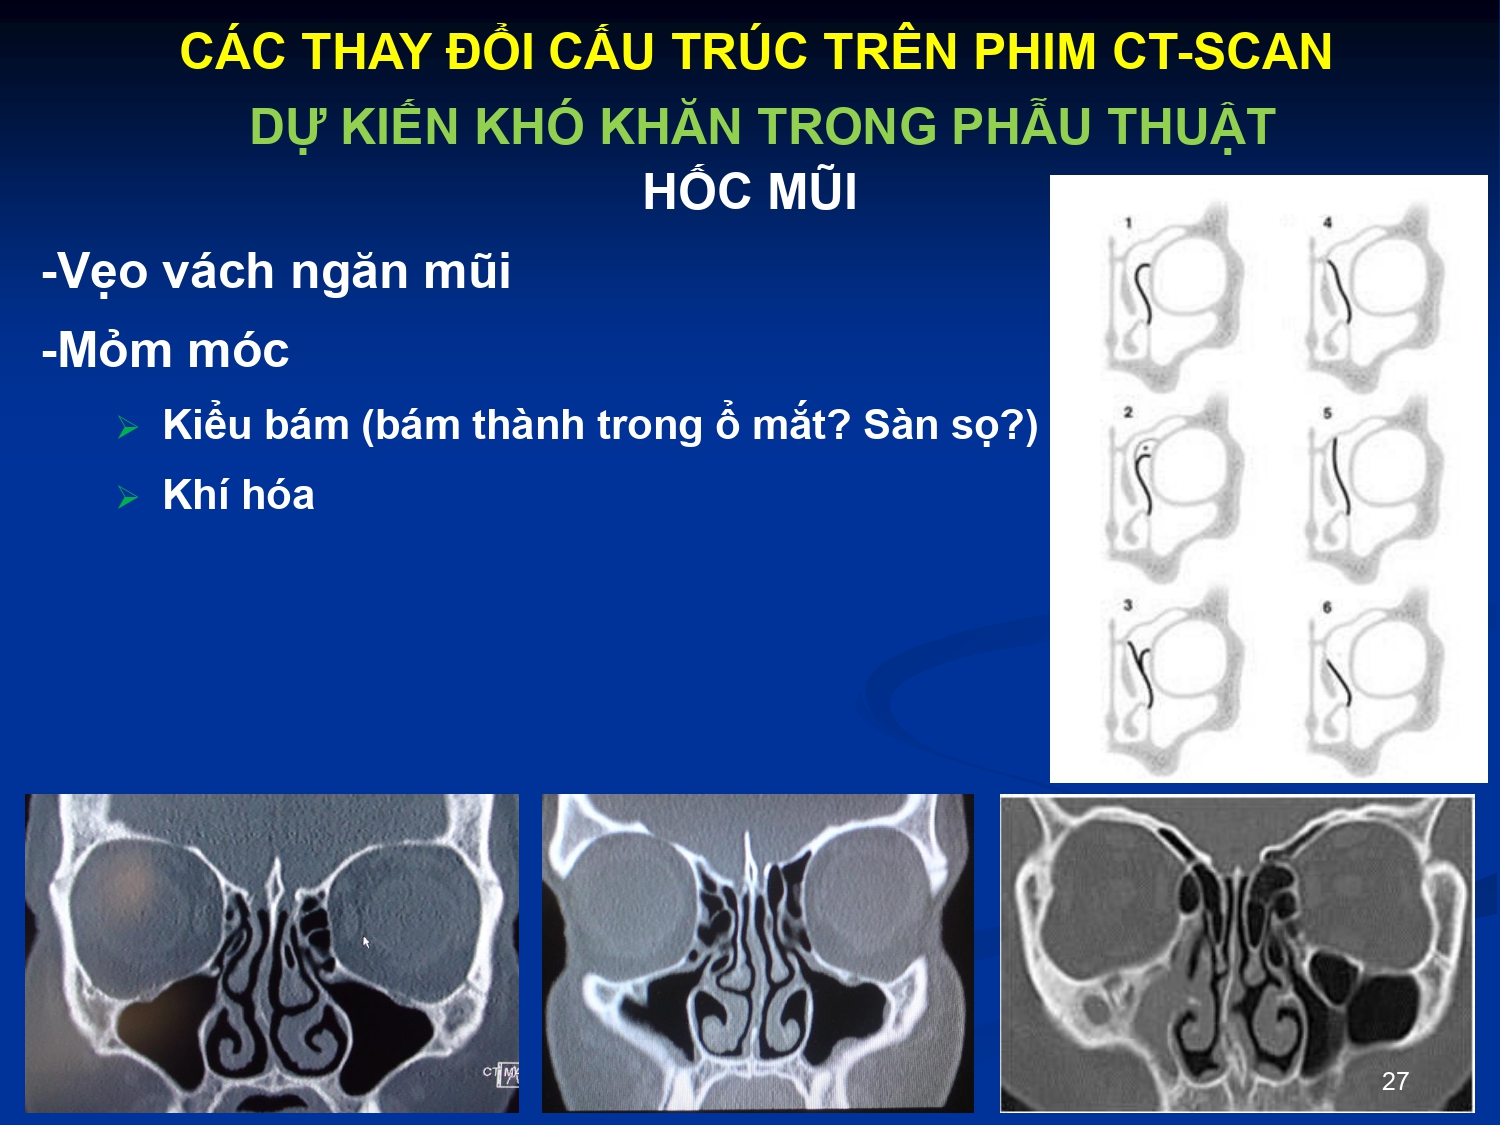 CÁC THAY ĐỔI CẤU TRÚC TRÊN PHIM CT-SCAN
DỰ KIẾN KHÓ KHĂN TRONG PHẪU THUẬT
HỐC MŨI
-Vẹo vách ngăn mũi
-Mỏm móc
Kiểu bám (bám thành trong ổ mắt? Sàn sọ?)
Khí hóa
1
4
2
5
3
6
27